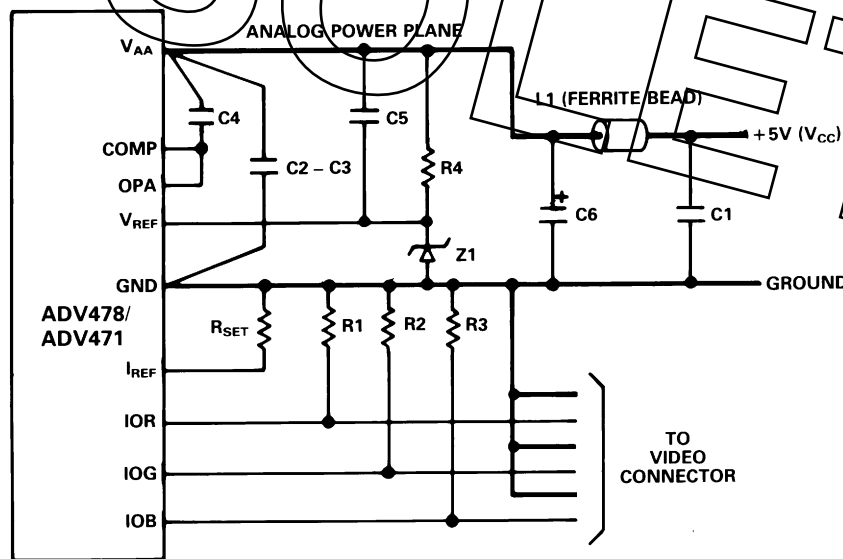 ANALOG POWER PLANE
VAA
L1 (FERRITE BEAD)
C4
C5
+5V (VCC)
COMP
C2 – C3
R4
OPA
+
C6
C1
VREF
Z1
GND
GROUND
ADV478/
ADV471
RSET
R1
R2
R3
IREF
IOR
TO
VIDEO
CONNECTOR
IOG
IOB